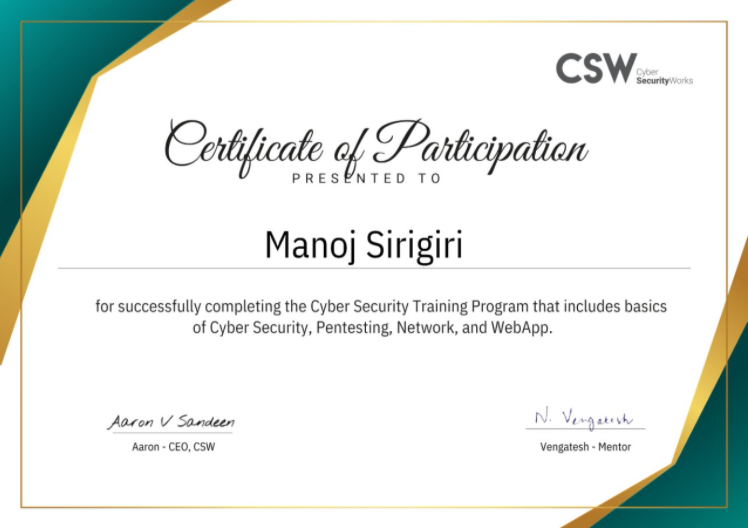 CSW Cyber
SecurityWorks
Certificate of Participation
PRESENTED TO
Manoj Sirigiri
for successfully completing the Cyber Security Training Program that includes basics
of Cyber Security, Pentesting, Network, and WebApp.
Aaron V Sandeen
Aaron - CEO, CSW
N. Vengatesh
Vengatesh - Mentor